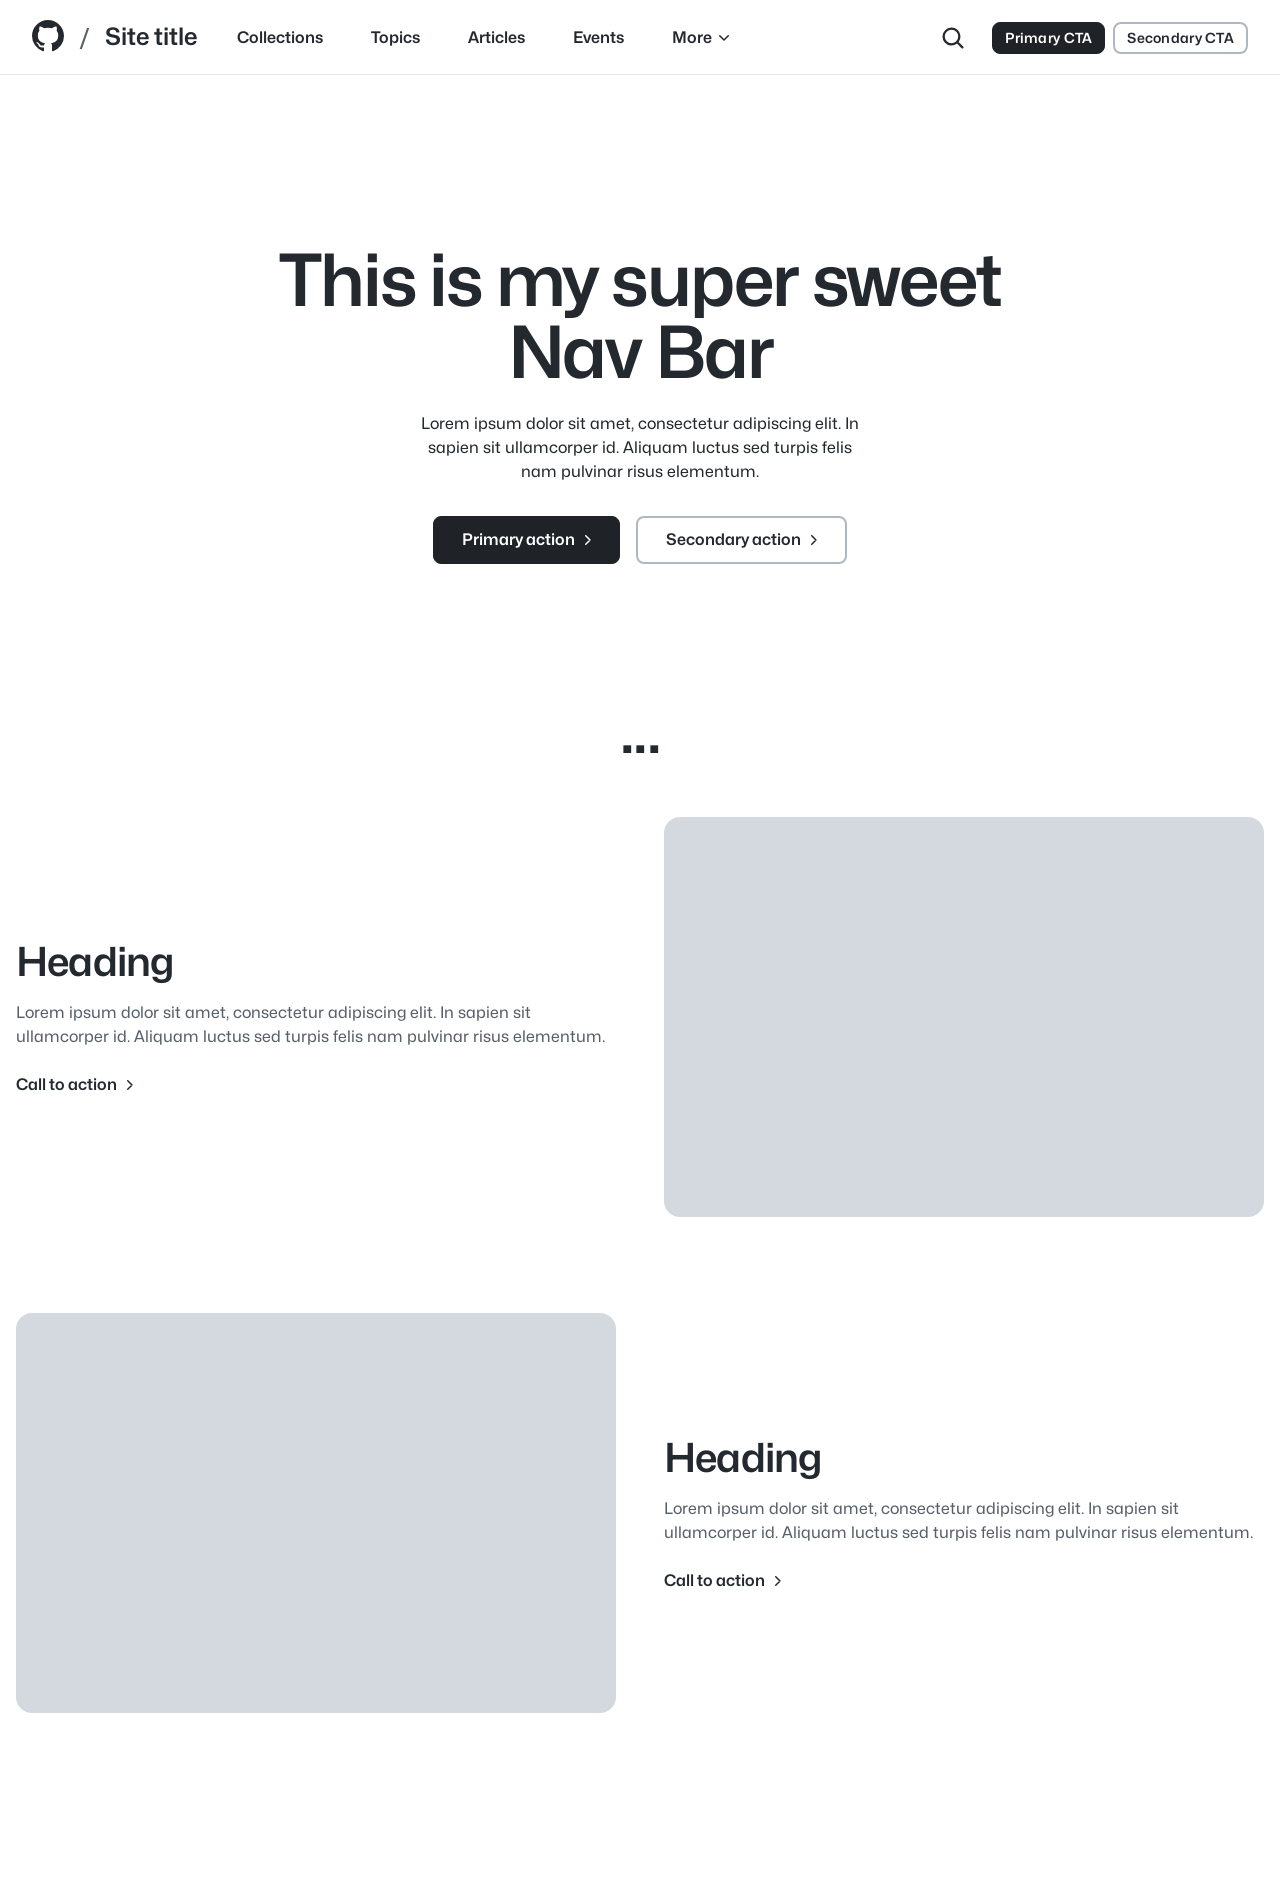 / Site title Collections Topics Articles Events More Primary CTA Secondary CTA
This is my super sweet
Nav Bar
Lorem ipsum dolor sit amet, consectetur adipiscing elit. In
sapien sit ullamcorper id. Aliquam luctus sed turpis felis
nam pulvinar risus elementum.
Primary action Secondary action
...
Heading
Lorem ipsum dolor sit amet, consectetur adipiscing elit. In sapien sit
ullamcorper id. Aliquam luctus sed turpis felis nam pulvinar risus elementum.
Call to action
Heading
Lorem ipsum dolor sit amet, consectetur adipiscing elit. In sapien sit
ullamcorper id. Aliquam luctus sed turpis felis nam pulvinar risus elementum.
Call to action